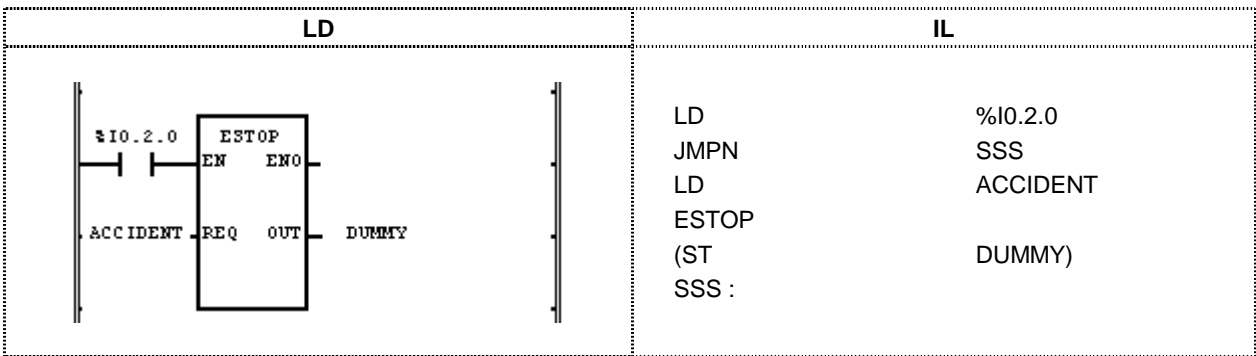 LD IL
%I0.2.0 ESTOP
EN ENO
ACCIDENT REQ OUT DUMMY
LD %I0.2.0
JMPN SSS
LD ACCIDENT
ESTOP
(ST DUMMY)
SSS :